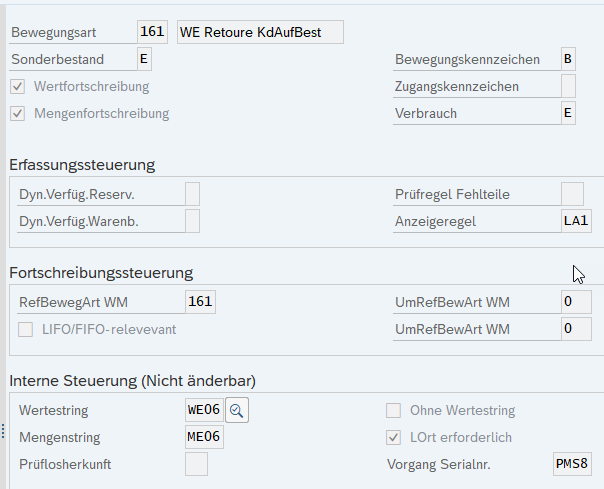 Bewegungsart 161 WE Retoure KdAufBest
Sonderbestand E Bewegungskennzeichen B
Wertfortschreibung Zugangskennzeichen
Mengenfortschreibung Verbrauch E
Erfassungssteuerung
Dyn.Verfüg.Reserv. Prüfregel Fehlteile
Dyn.Verfüg.Warenb. Anzeigeregel LA1
Fortschreibungssteuerung
RefBewegArt WM 161 UmRefBewArt WM 0
LIFO/FIFO-relevevant UmRefBewArt WM 0
Interne Steuerung (Nicht änderbar)
Wertestring WE06 Ohne Wertestring
Mengenstring ME06 LOrt erforderlich
Prüflosherkunft Vorgang Serialnr. PMS8